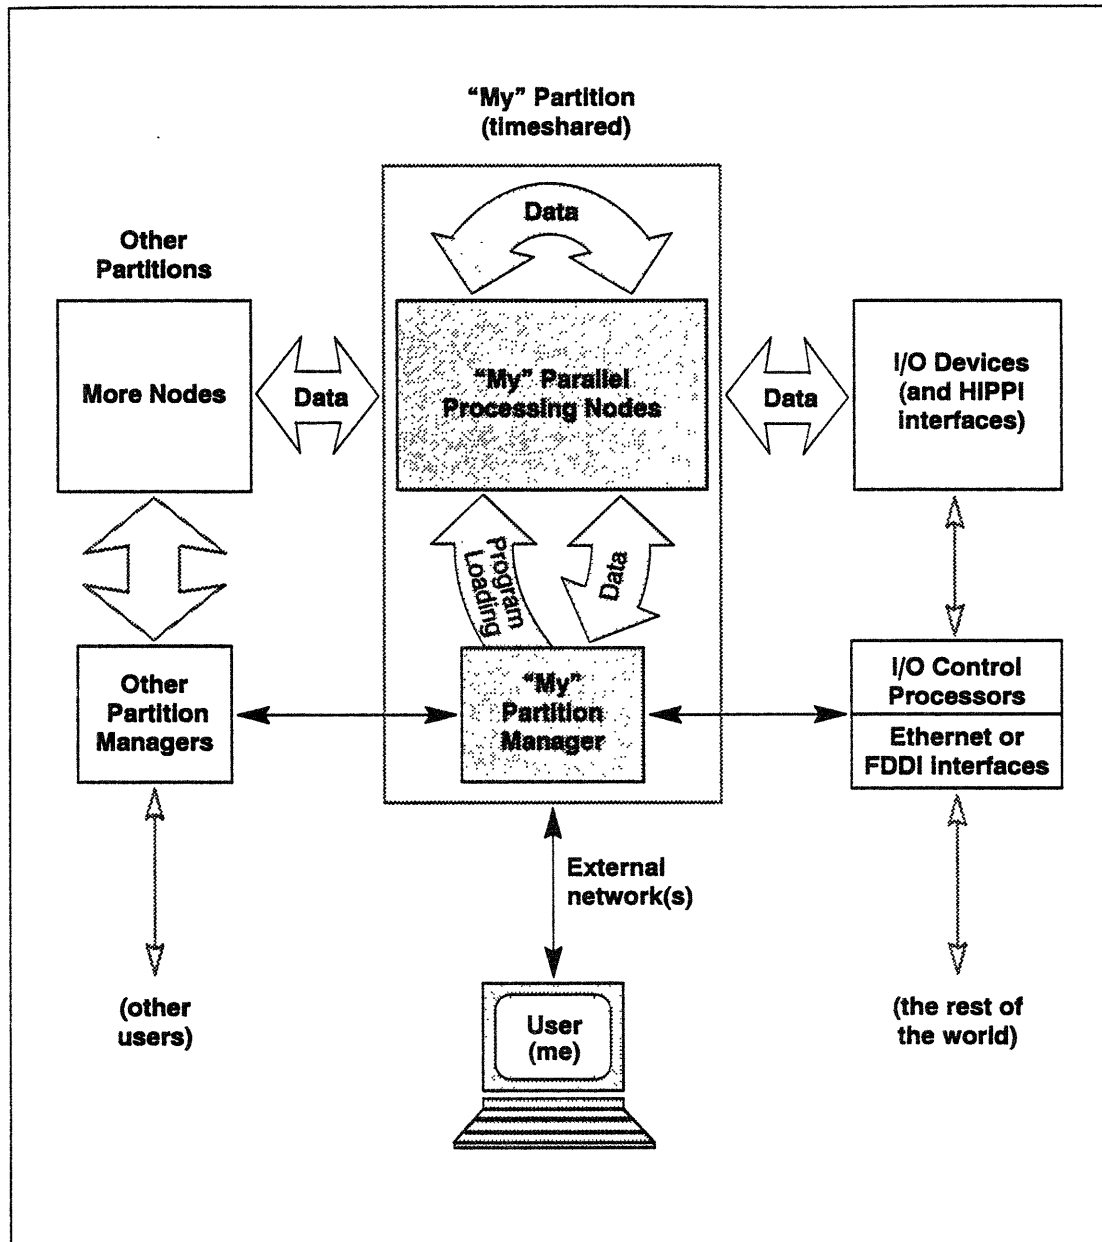 “My” Partition
(timeshared)
Data
Other
Partitions
More Nodes
Data
“My” Parallel
Processing Nodes
Data
I/O Devices
(and HIPPI
interfaces)
Program
Loading
Data
Other
Partition
Managers
“My”
Partition
Manager
I/O Control
Processors
Ethernet or
FDDI interfaces
External
network(s)
(other
users)
User
(me)
(the rest of
the world)